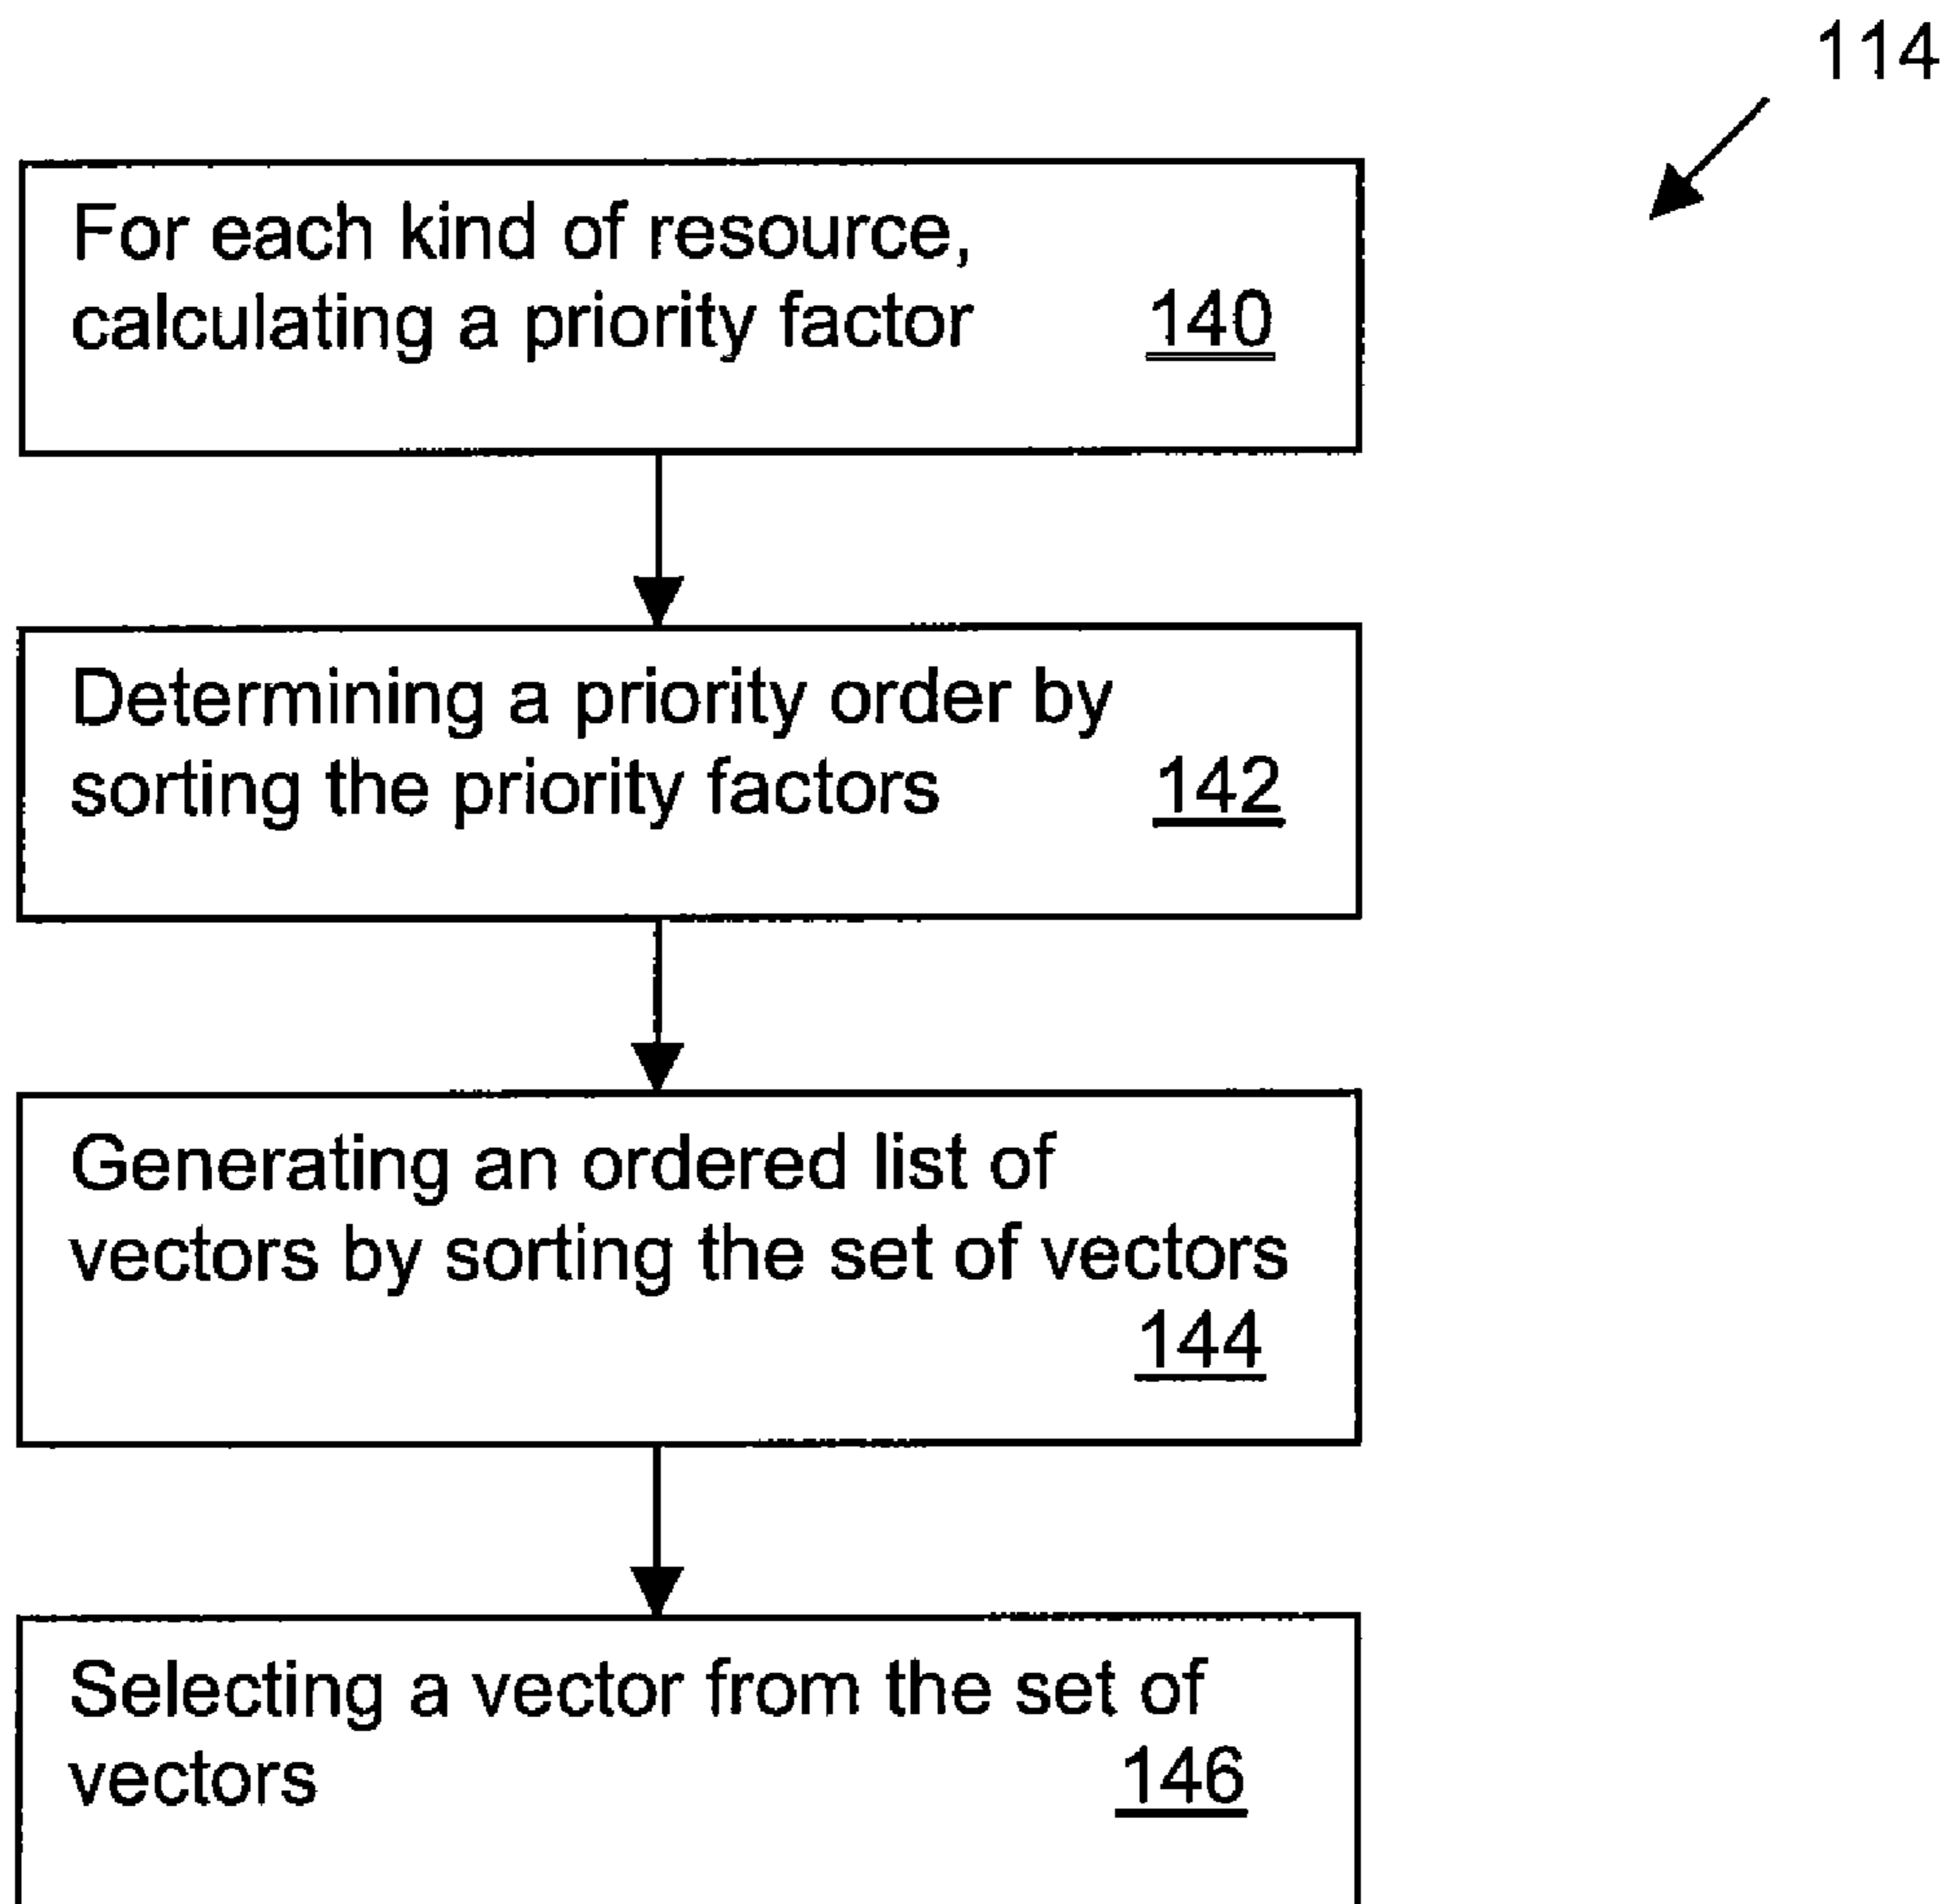 114
For each kind of resource,
calculating a priority factor 140
Determining a priority order by
sorting the priority factors 142
Generating an ordered list of
vectors by sorting the set of vectors
144
Selecting a vector from the set of
vectors 146